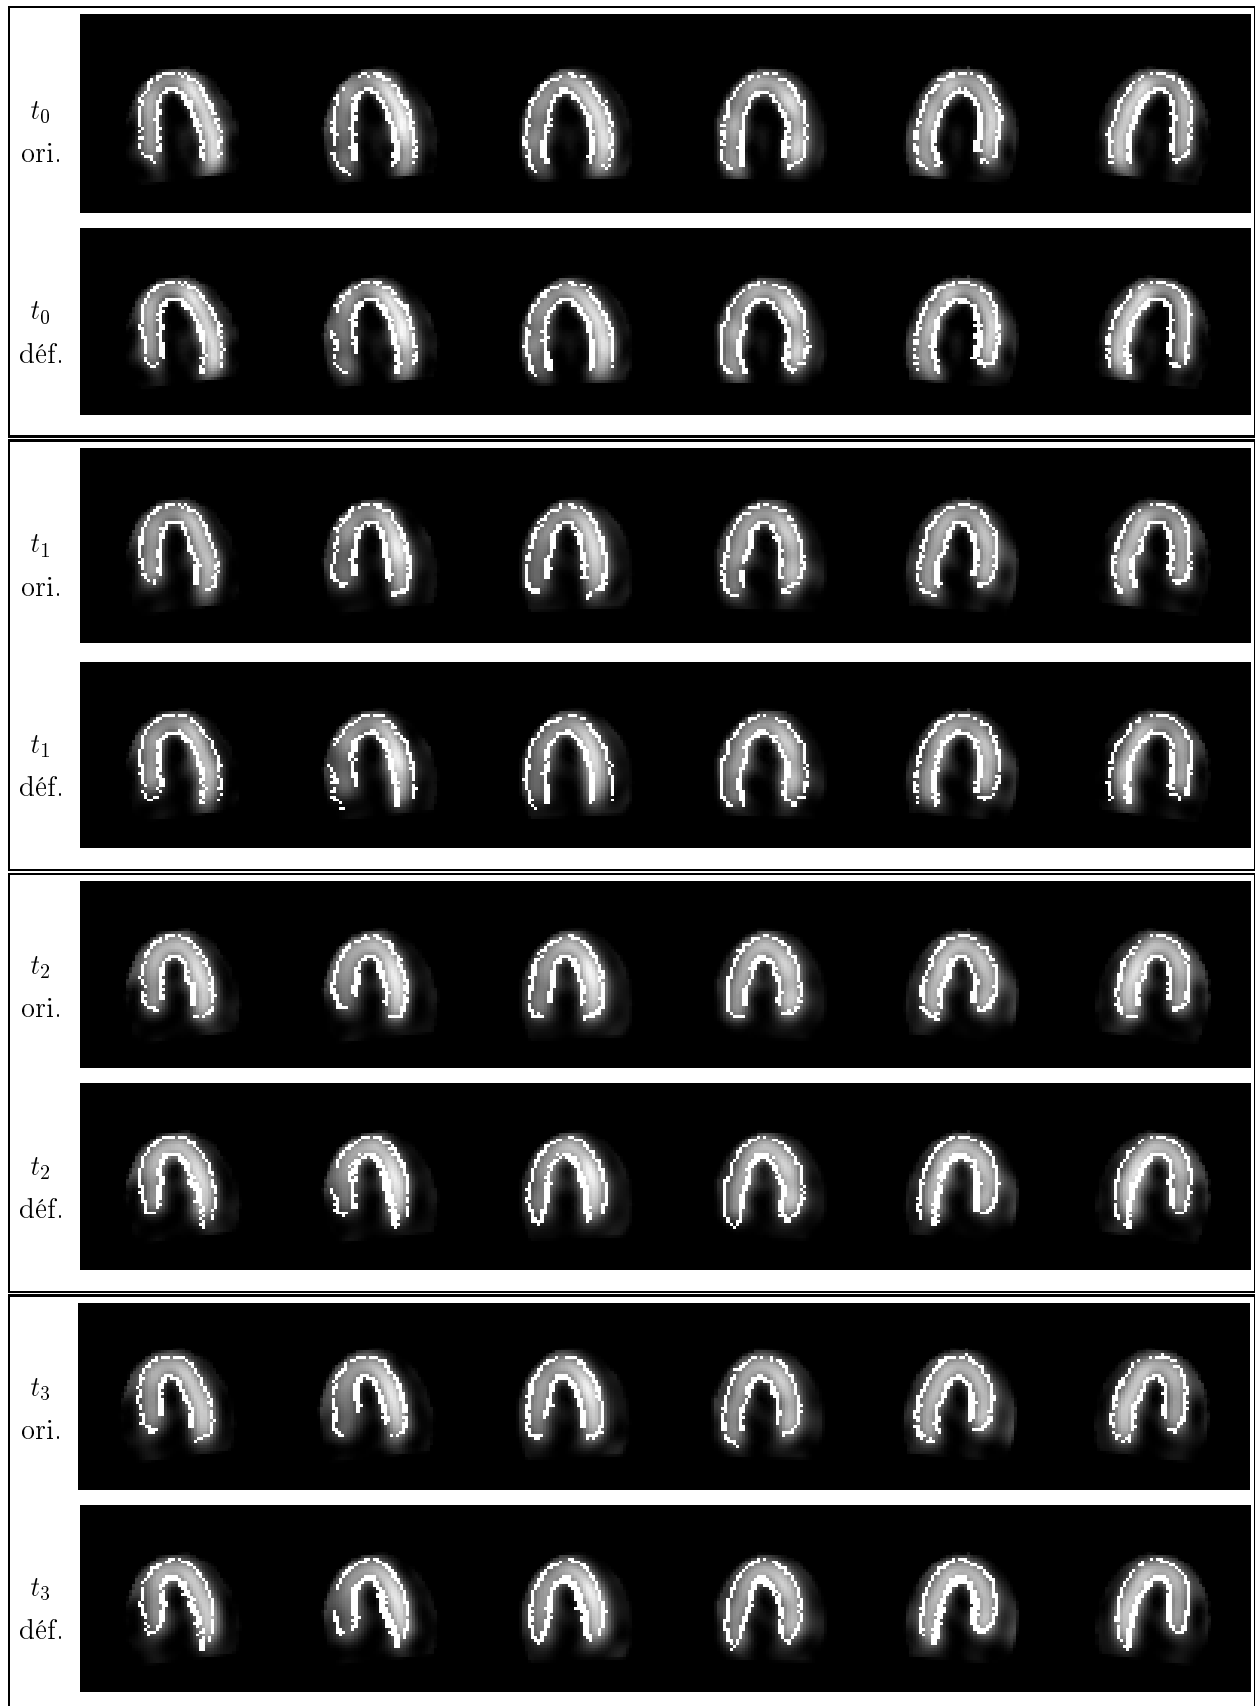 t₀
ori.
t₀
déf.
t₁
ori.
t₁
déf.
t₂
ori.
t₂
déf.
t₃
ori.
t₃
déf.